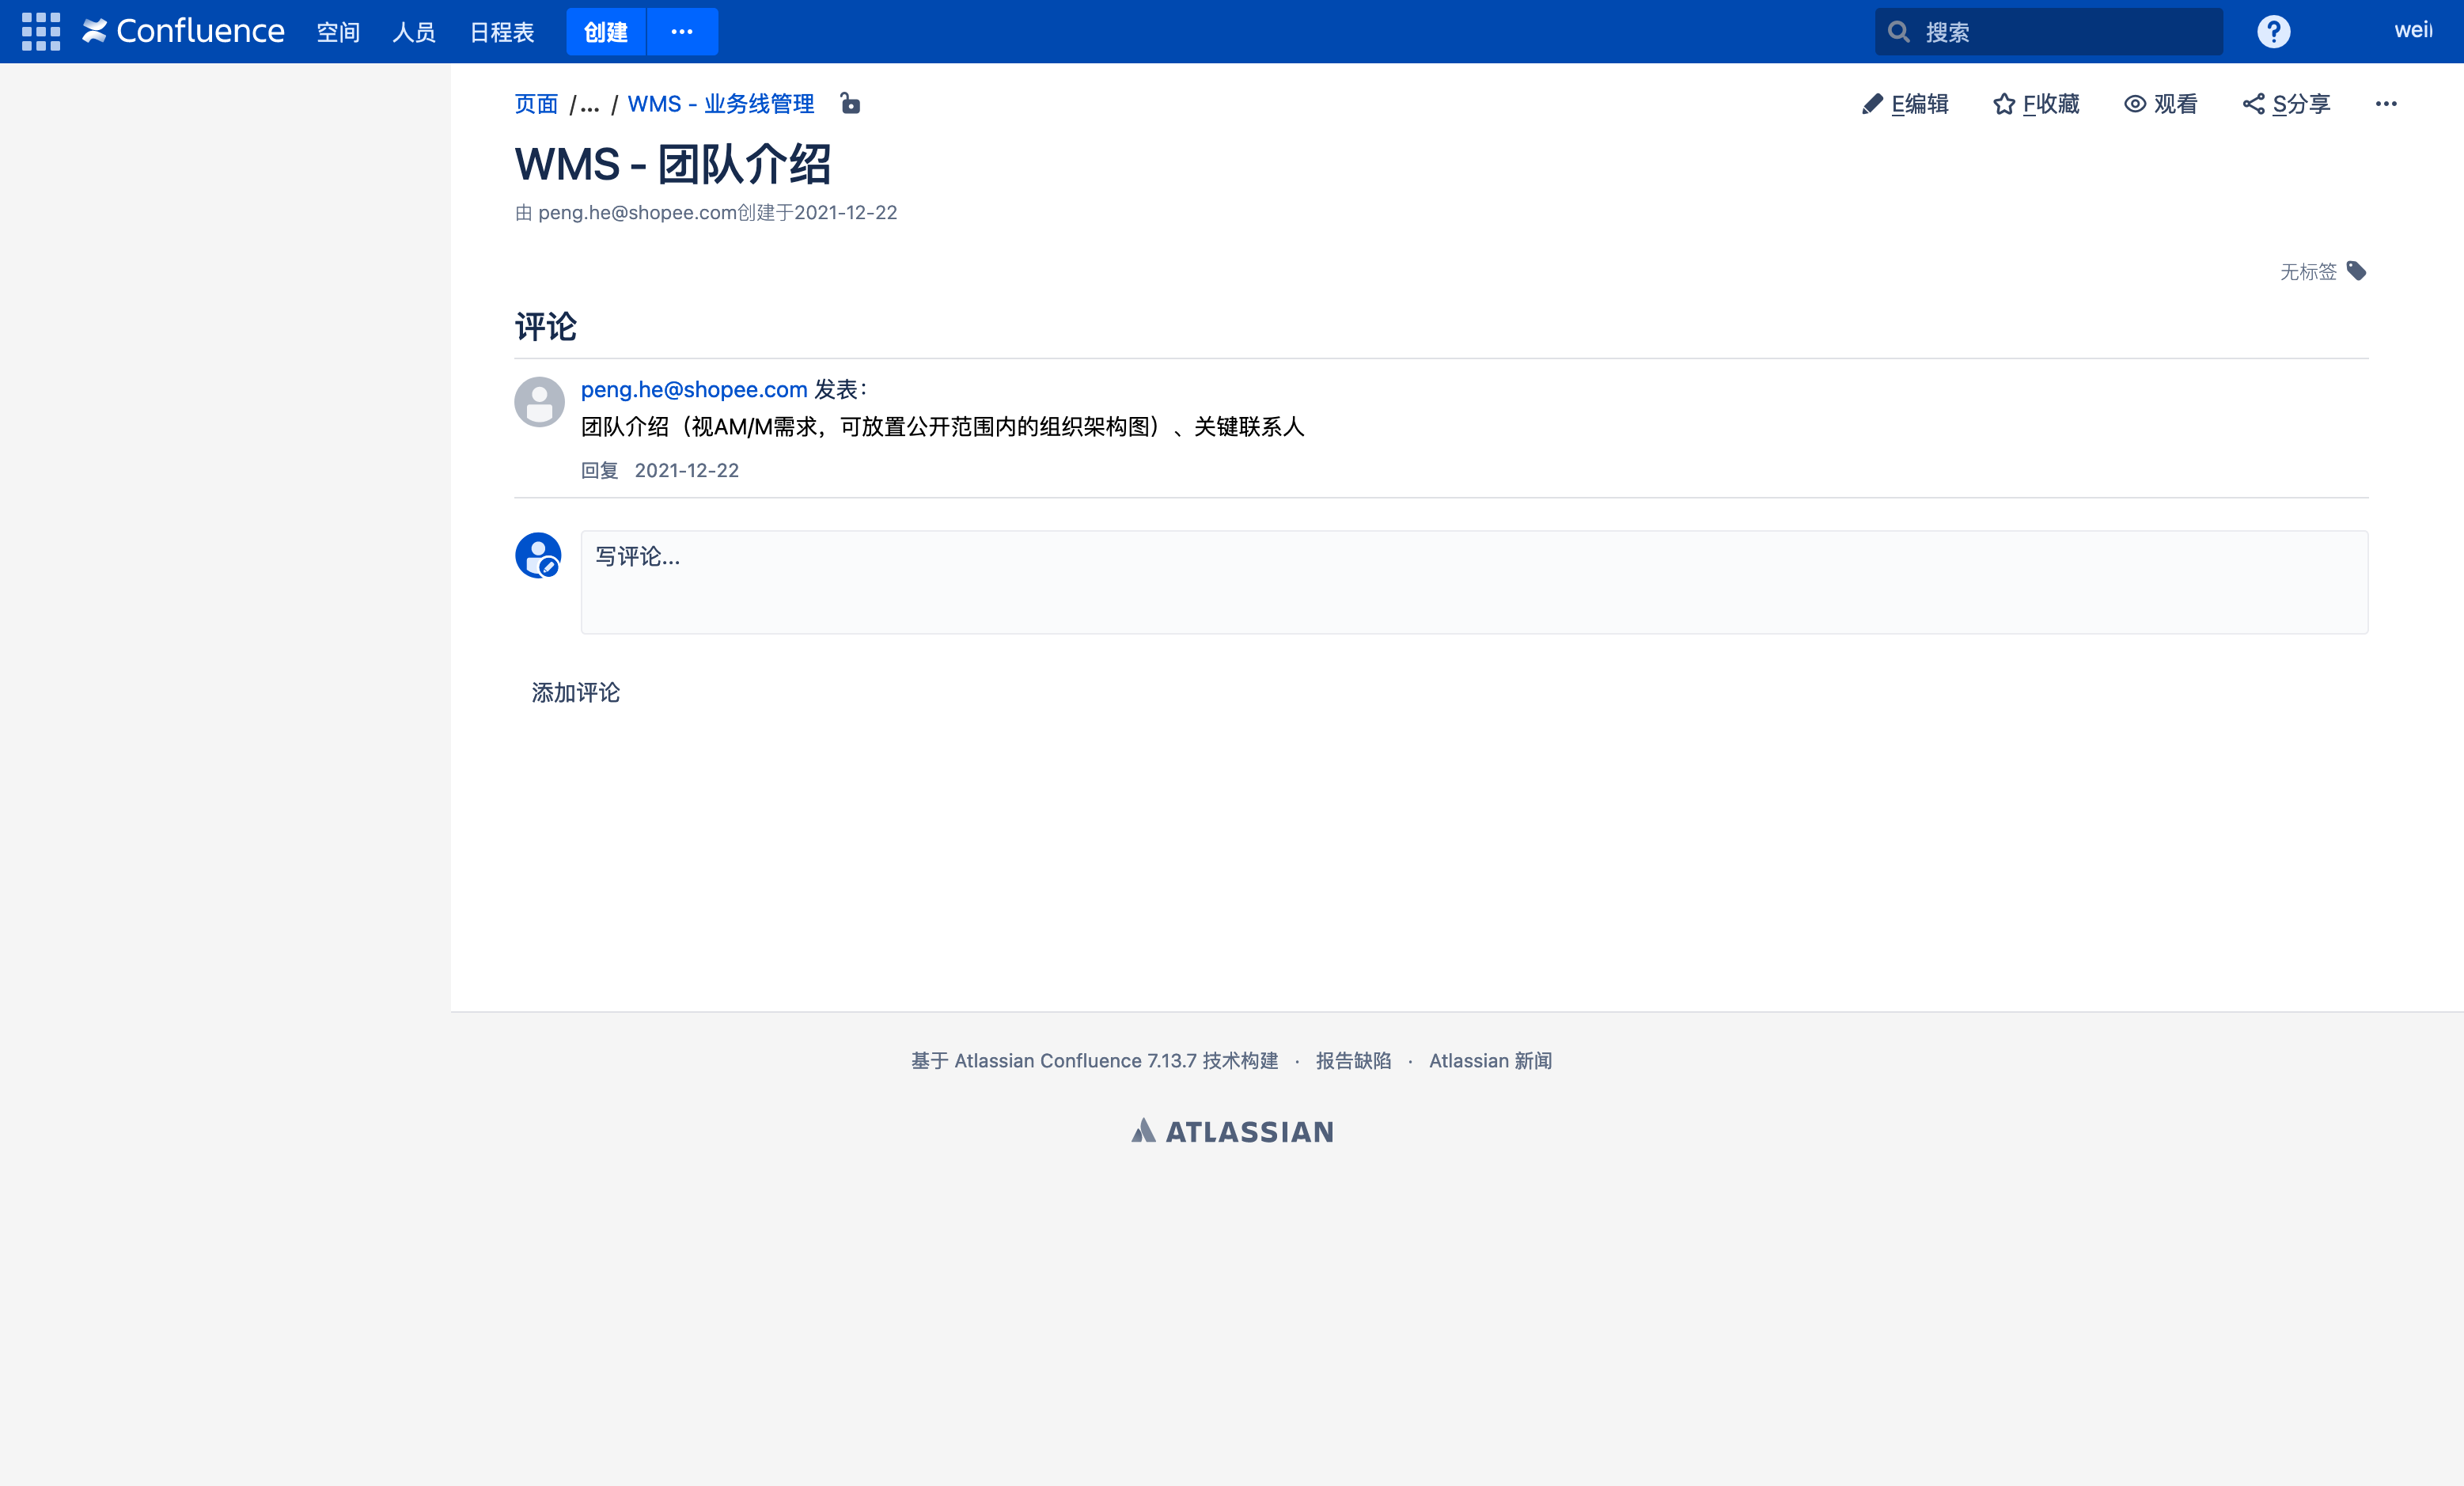 Confluence 空间 人员 日程表 创建 ··· 搜索 ?
页面 /... / WMS - 业务线管理 E编辑 F收藏 观看 S分享 ···
WMS - 团队介绍
由 peng.he@shopee.com创建于2021-12-22
无标签
评论
peng.he@shopee.com 发表：
团队介绍（视AM/M需求，可放置公开范围内的组织架构图）、关键联系人
回复 2021-12-22
写评论...
添加评论
基于 Atlassian Confluence 7.13.7 技术构建 · 报告缺陷 · Atlassian 新闻
ATLASSIAN